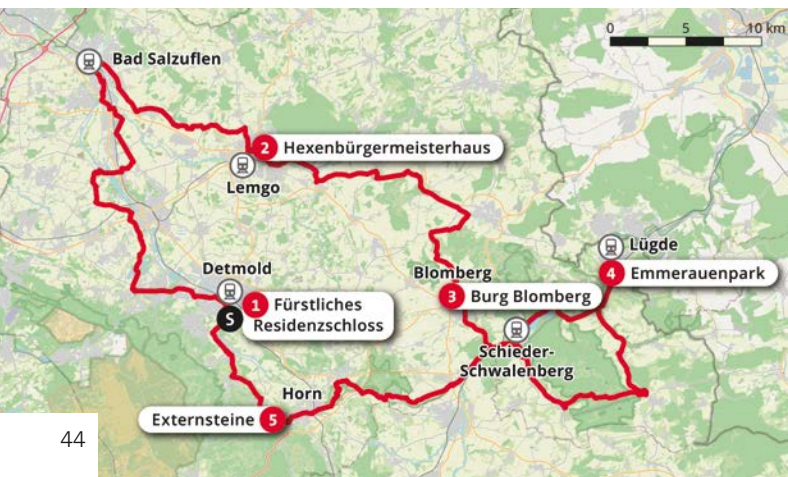 0 5 10 km
Bad Salzuflen
2 Hexenbürgermeisterhaus
Lemgo
Lügde
4 Emmerauenpark
Detmold
Blomberg
1 Fürstliches
Residenzschloss
S
3 Burg Blomberg
Schieder-
Schwalenberg
Horn
Externsteine 5
44